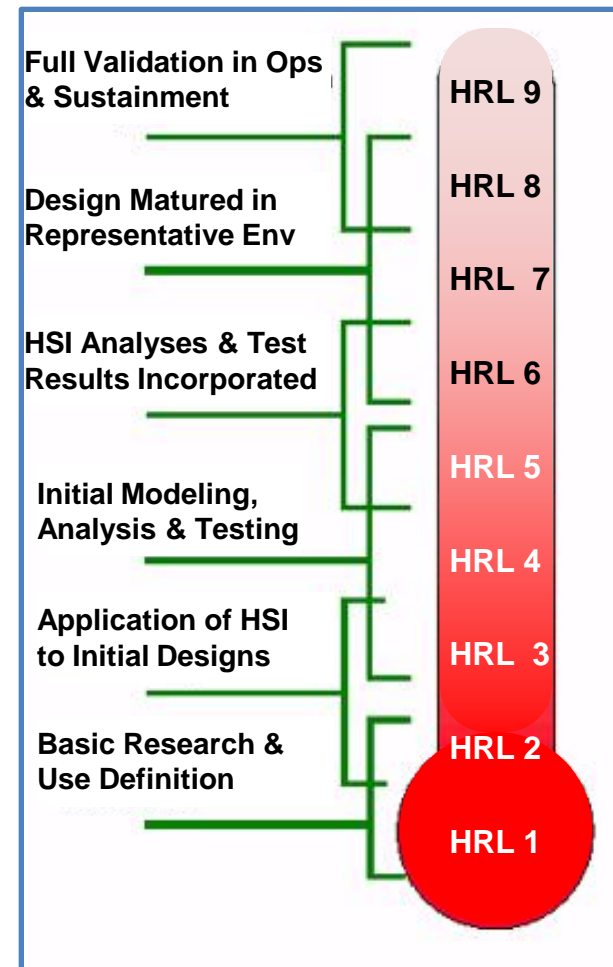 Full Validation in Ops
& Sustainment
Design Matured in
Representative Env
HSI Analyses & Test
Results Incorporated
Initial Modeling,
Analysis & Testing
Application of HSI
to Initial Designs
Basic Research &
Use Definition
HRL 9
HRL 8
HRL 7
HRL 6
HRL 5
HRL 4
HRL 3
HRL 2
HRL 1